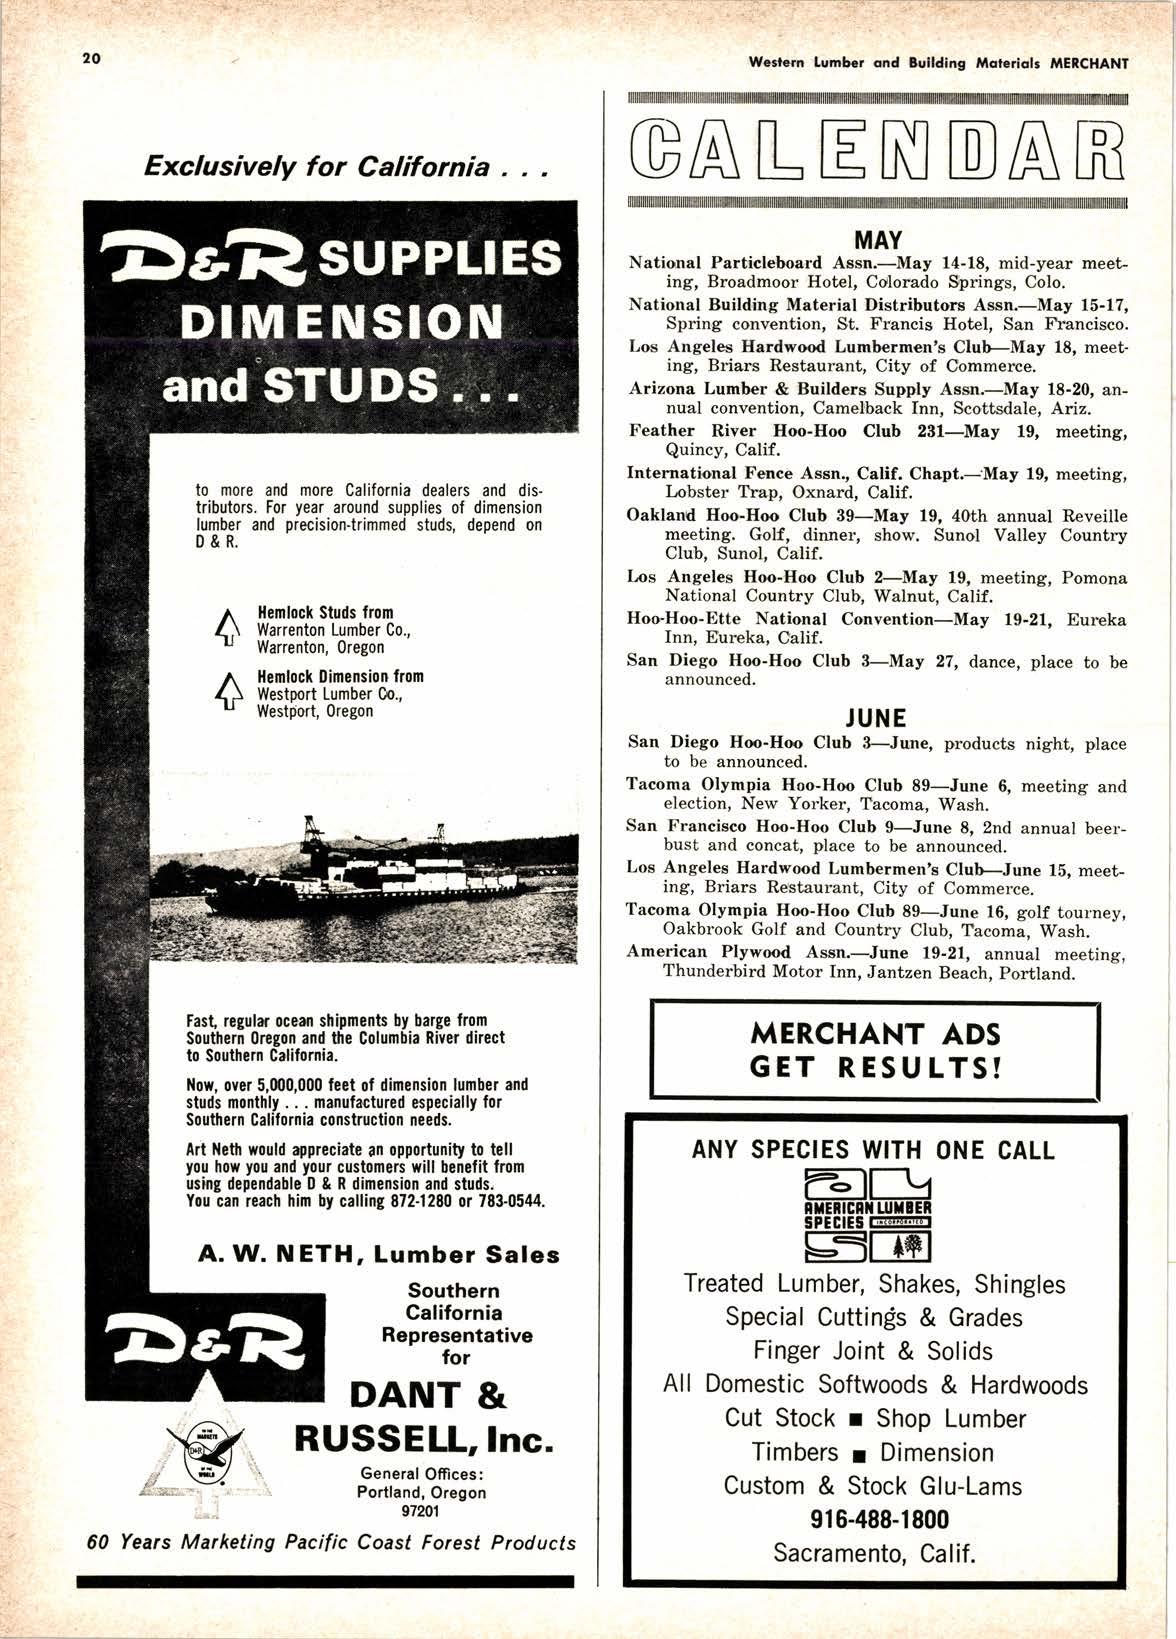 20
Western Lumber and Building Materials MERCHANT
Exclusively for California . . .
D&R SUPPLIES
DIMENSION
and STUDS . . .
to more and more California dealers and dis-
tributors. For year around supplies of dimension
lumber and precision-trimmed studs, depend on
D & R.
Hemlock Studs from
Warrenton Lumber Co.,
Warrenton, Oregon
Hemlock Dimension from
Westport Lumber Co.,
Westport, Oregon
Fast, regular ocean shipments by barge from
Southern Oregon and the Columbia River direct
to Southern California.
Now, over 5,000,000 feet of dimension lumber and
studs monthly . . . manufactured especially for
Southern California construction needs.
Art Neth would appreciate an opportunity to tell
you how you and your customers will benefit from
using dependable D & R dimension and studs.
You can reach him by calling 872-1280 or 783-0544.
A. W. NETH, Lumber Sales
Southern
California
Representative
for
D&R
DANT &
RUSSELL, Inc.
IN THE
MARKETS
D+R
OF THE
WORLD
General Offices:
Portland, Oregon
97201
60 Years Marketing Pacific Coast Forest Products
CALENDAR
MAY
National Particleboard Assn.—May 14-18, mid-year meet-
ing, Broadmoor Hotel, Colorado Springs, Colo.
National Building Material Distributors Assn.—May 15-17,
Spring convention, St. Francis Hotel, San Francisco.
Los Angeles Hardwood Lumbermen's Club—May 18, meet-
ing, Briars Restaurant, City of Commerce.
Arizona Lumber & Builders Supply Assn.—May 18-20, an-
nual convention, Camelback Inn, Scottsdale, Ariz.
Feather River Hoo-Hoo Club 231—May 19, meeting,
Quincy, Calif.
International Fence Assn., Calif. Chapt.—May 19, meeting,
Lobster Trap, Oxnard, Calif.
Oakland Hoo-Hoo Club 39—May 19, 40th annual Reveille
meeting. Golf, dinner, show. Sunol Valley Country
Club, Sunol, Calif.
Los Angeles Hoo-Hoo Club 2—May 19, meeting, Pomona
National Country Club, Walnut, Calif.
Hoo-Hoo-Ette National Convention—May 19-21, Eureka
Inn, Eureka, Calif.
San Diego Hoo-Hoo Club 3—May 27, dance, place to be
announced.
JUNE
San Diego Hoo-Hoo Club 3—June, products night, place
to be announced.
Tacoma Olympia Hoo-Hoo Club 89—June 6, meeting and
election, New Yorker, Tacoma, Wash.
San Francisco Hoo-Hoo Club 9—June 8, 2nd annual beer-
bust and concat, place to be announced.
Los Angeles Hardwood Lumbermen's Club—June 15, meet-
ing, Briars Restaurant, City of Commerce.
Tacoma Olympia Hoo-Hoo Club 89—June 16, golf tourney,
Oakbrook Golf and Country Club, Tacoma, Wash.
American Plywood Assn.—June 19-21, annual meeting,
Thunderbird Motor Inn, Jantzen Beach, Portland.
MERCHANT ADS
GET RESULTS!
ANY SPECIES WITH ONE CALL
AMERICAN LUMBER
SPECIES INCORPORATED
Treated Lumber, Shakes, Shingles
Special Cuttings & Grades
Finger Joint & Solids
All Domestic Softwoods & Hardwoods
Cut Stock ■ Shop Lumber
Timbers ■ Dimension
Custom & Stock Glu-Lams
916-488-1800
Sacramento, Calif.